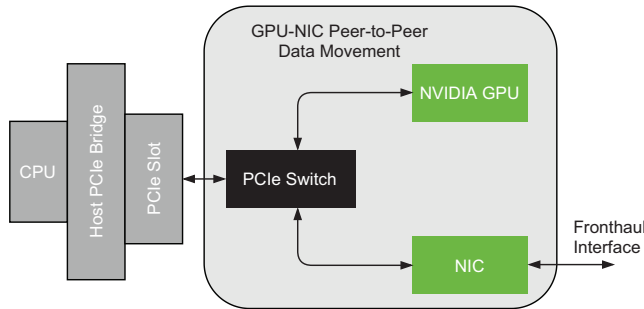 GPU-NIC Peer-to-Peer
Data Movement
NVIDIA GPU
CPU
Host PCIe Bridge
PCIe Slot
PCIe Switch
Fronthaul
Interface
NIC